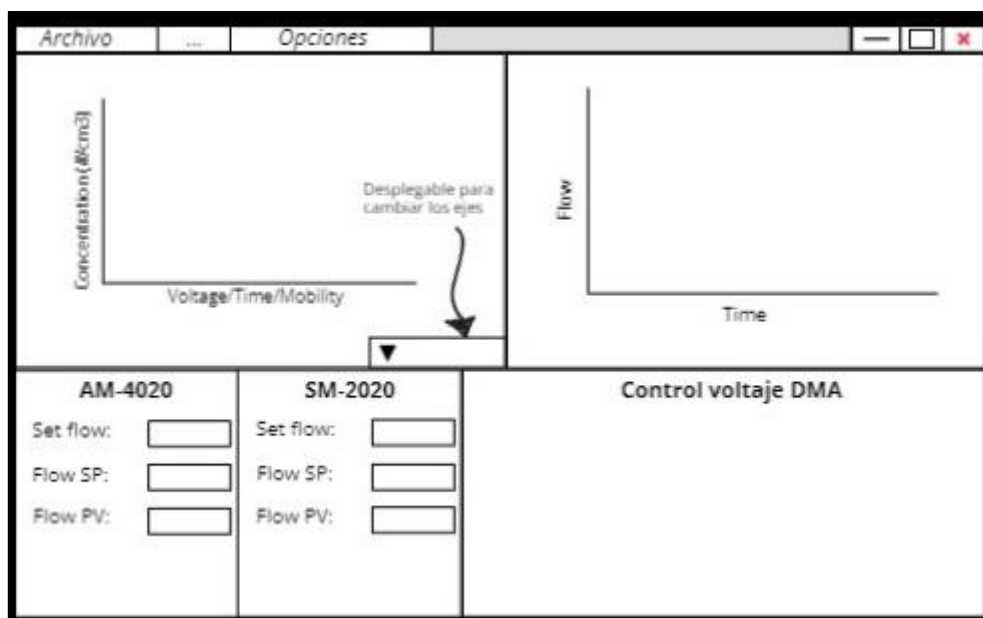 Archivo
...
Opciones
Concentration (#/cm3)
Desplegable para
cambiar los ejes
Voltage/Time/Mobility
Flow
Time
AM-4020
Set flow:
Flow SP:
Flow PV:
SM-2020
Set flow:
Flow SP:
Flow PV:
Control voltaje DMA